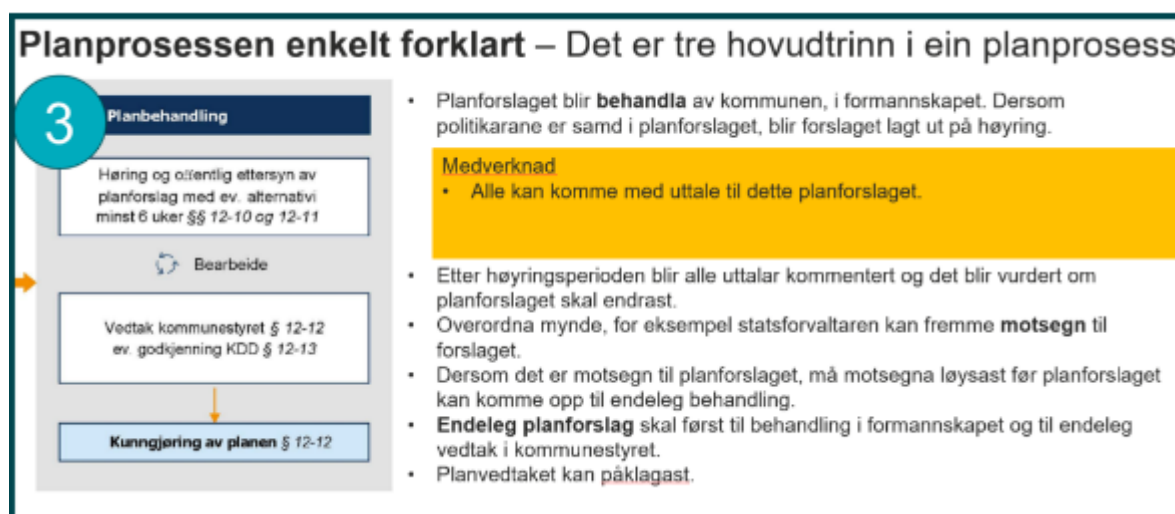 Planprosessen enkelt forklart – Det er tre hovudtrinn i ein planprosess
3
Planbehandling
Høring og offentlig ettersyn av
planforslag med ev. alternativi
minst 6 uker §§ 12-10 og 12-11
Bearbeide
Vedtak kommunestyret § 12-12
ev. godkjenning KDD § 12-13
Kunngjøring av planen § 12-12
• Planforslaget blir behandla av kommunen, i formannskapet. Dersom
politikarane er samd i planforslaget, blir forslaget lagt ut på høyring.
Medverknad
• Alle kan komme med uttale til dette planforslaget.
• Etter høyringsperioden blir alle uttalar kommentert og det blir vurdert om
planforslaget skal endrast.
• Overordna mynde, for eksempel statsforvaltaren kan fremme motsegn til
forslaget.
• Dersom det er motsegn til planforslaget, må motsegna løysast før planforslaget
kan komme opp til endeleg behandling.
• Endeleg planforslag skal først til behandling i formannskapet og til endeleg
vedtak i kommunestyret.
• Planvedtaket kan påklagast.